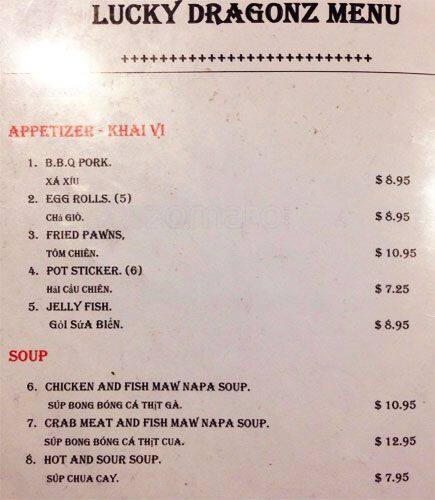 LUCKY DRAGONZ MENU
++++++++++++++++++++++++++
APPETIZER - KHAI VỊ
1. B.B.Q PORK.
XÁ XÍU $ 8.95
2. EGG ROLLS. (5)
CHả GIÒ. $ 8.95
3. FRIED PAWNS,
TÔM CHIÊN. $ 10.95
4. POT STICKER. (6)
Hải CẦU CHIÊN. $ 7.25
5. JELLY FISH.
Gỏi SứA BIỂN. $ 8.95
SOUP
6. CHICKEN AND FISH MAW NAPA SOUP.
SÚP BONG BÓNG CÁ THịT GÀ. $ 10.95
7. CRAB MEAT AND FISH MAW NAPA SOUP.
SÚP BONG BÓNG CÁ THịT CUA. $ 12.95
8. HOT AND SOUR SOUP.
SÚP CHUA CAY. $ 7.95